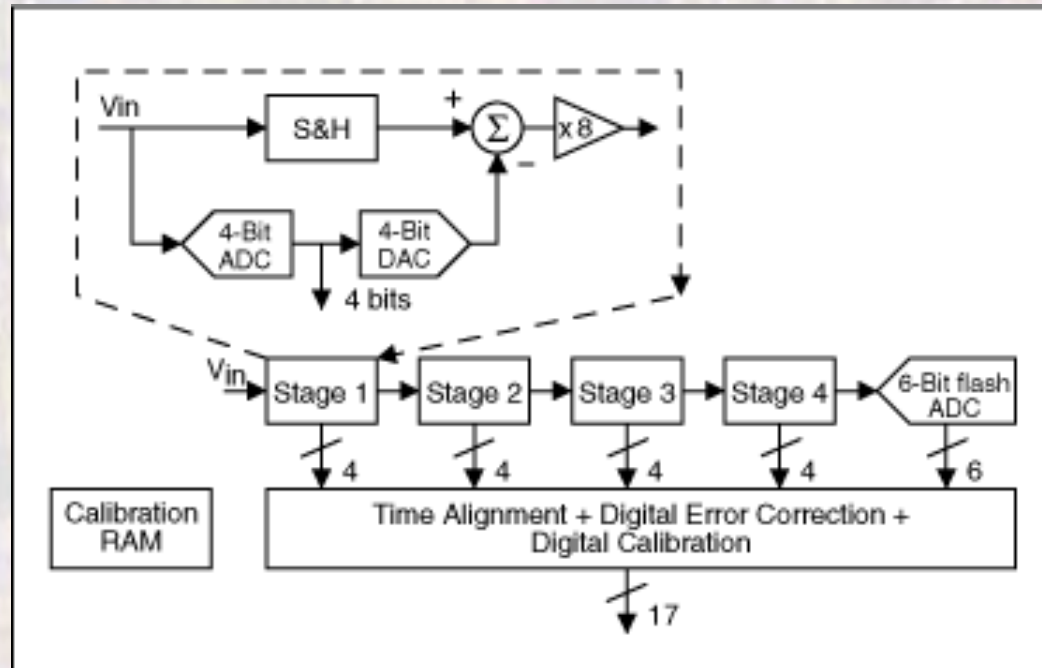 Vin
S&H
+
Σ
x 8
−
4-Bit
ADC
4-Bit
DAC
4 bits
Vin
Stage 1
Stage 2
Stage 3
Stage 4
6-Bit flash
ADC
4
4
4
4
6
Calibration
RAM
Time Alignment + Digital Error Correction +
Digital Calibration
17